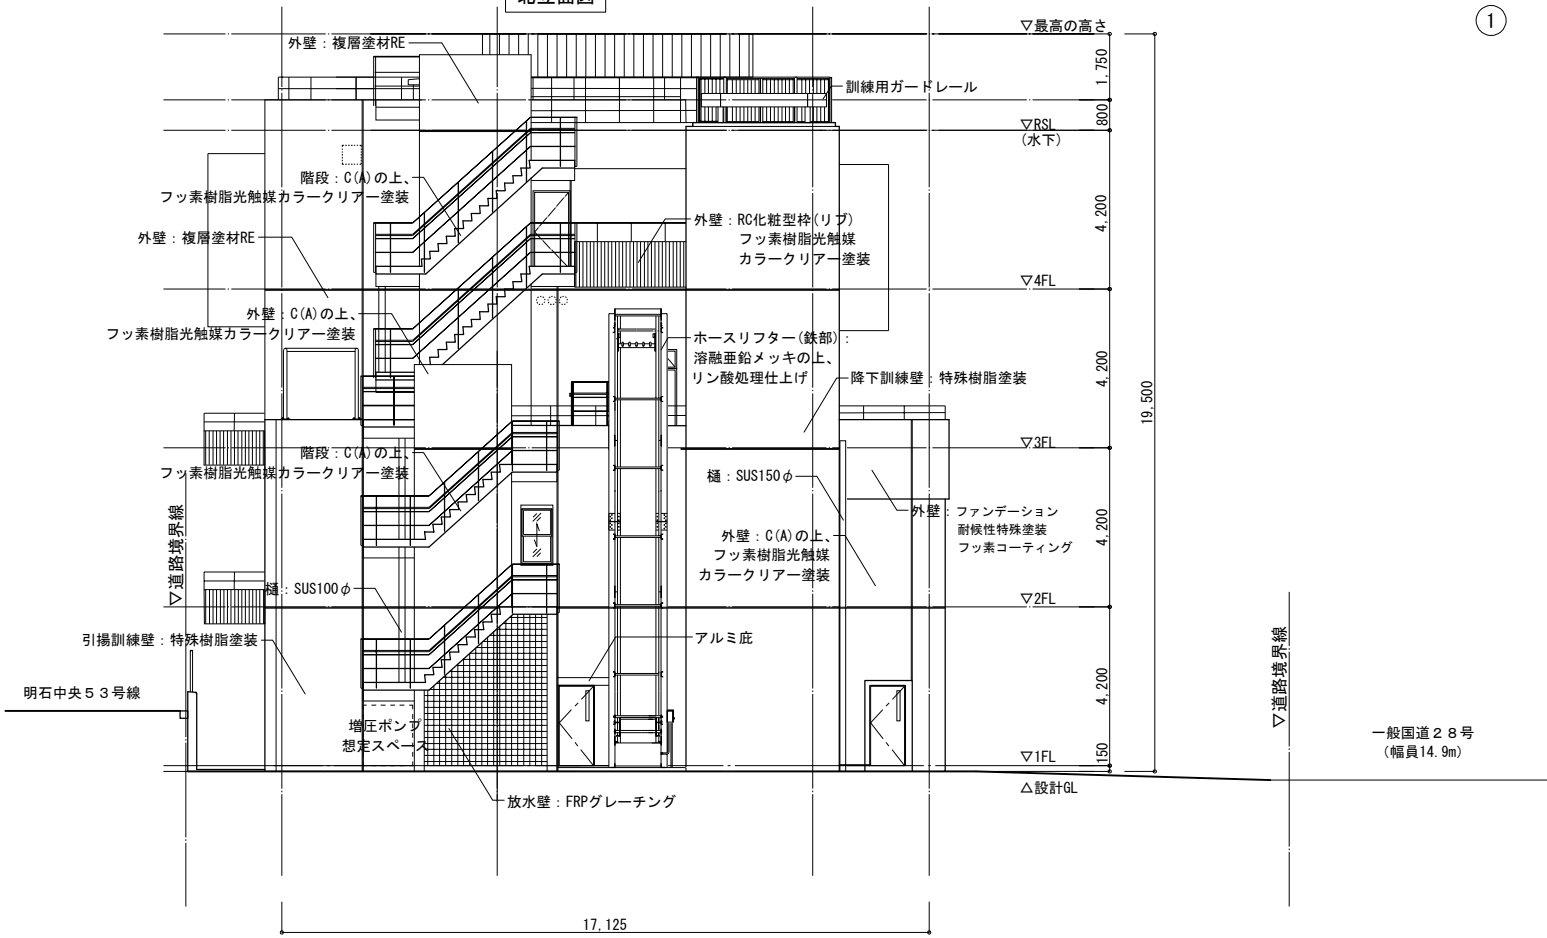 北立面図
①
▽最高の高さ
外壁：複層塗材RE
1,750
訓練用ガードレール
800
▽RSL
(水下)
階段：C(A)の上、
フッ素樹脂光触媒カラークリアー塗装
4,200
外壁：RC化粧型枠(リブ)
フッ素樹脂光触媒
カラークリアー塗装
外壁：複層塗材RE
▽4FL
外壁：C(A)の上、
フッ素樹脂光触媒カラークリアー塗装
ホースリフター(鉄部)：
溶融亜鉛メッキの上、
リン酸処理仕上げ
降下訓練壁：特殊樹脂塗装
4,200
19,500
▽3FL
階段：C(A)の上、
フッ素樹脂光触媒カラークリアー塗装
樋：SUS150φ
外壁：ファンデーション
耐候性特殊塗装
フッ素コーティング
4,200
▽道路境界線
外壁：C(A)の上、
フッ素樹脂光触媒
カラークリアー塗装
樋：SUS100φ
▽2FL
引揚訓練壁：特殊樹脂塗装
アルミ庇
▽道路境界線
明石中央５３号線
4,200
増圧ポンプ
想定スペース
一般国道２８号
(幅員14.9m)
▽1FL
150
△設計GL
放水壁：FRPグレーチング
17,125